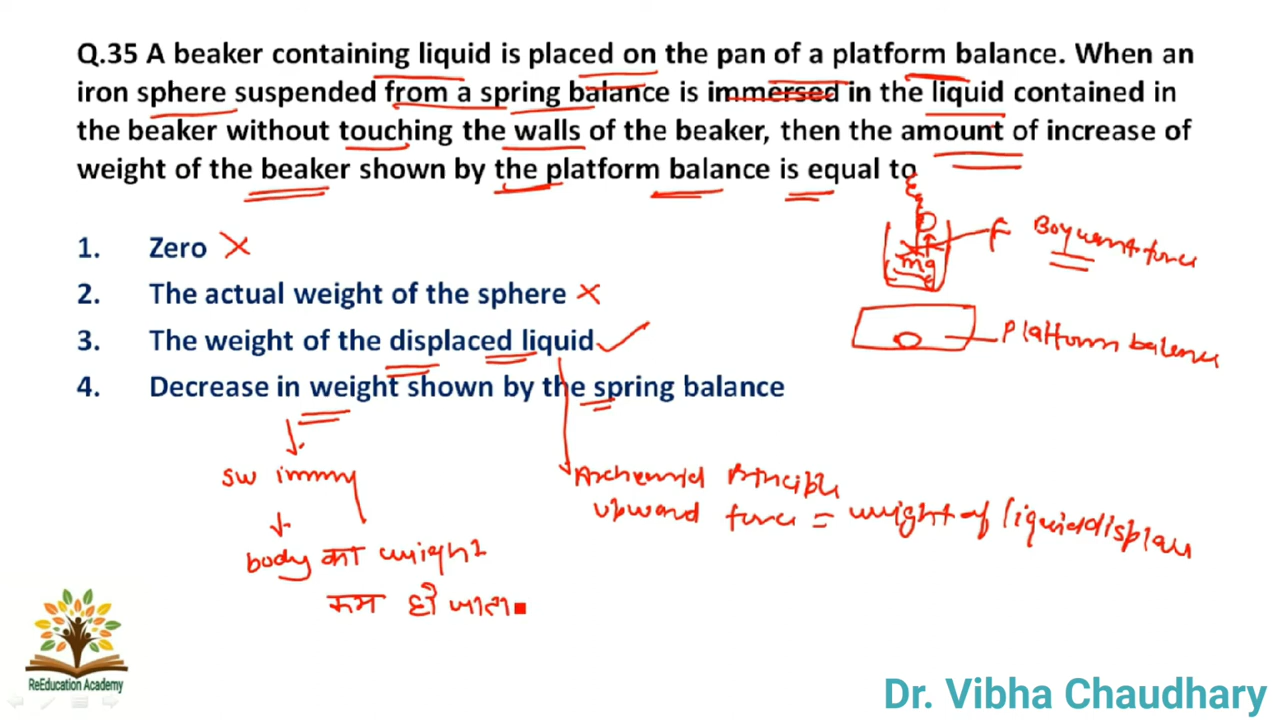 Q.35 A beaker containing liquid is placed on the pan of a platform balance. When an
iron sphere suspended from a spring balance is immersed in the liquid contained in
the beaker without touching the walls of the beaker, then the amount of increase of
weight of the beaker shown by the platform balance is equal to
1. Zero
2. The actual weight of the sphere
3. The weight of the displaced liquid
4. Decrease in weight shown by the spring balance
F
Boyuent force
mg
Platform balence
sw immy
body का weight
कम हो जाता
Principle
upward force = weight of liquid
ReEducation Academy
Dr. Vibha Chaudhary